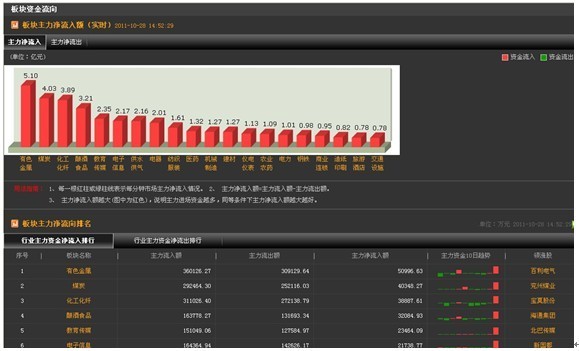 板块资金流向
板块主力净流入额（实时） 2011-10-28 14:52:29
主力净流入 主力净流出
(单位：亿元) 资金流入 资金流出
5.10 4.03 3.89 3.21 2.35 2.17 2.16 2.01 1.61 1.32 1.27 1.27 1.13 1.09 1.01 0.98 0.95 0.82 0.78 0.78
有色金属 煤炭 化工化纤 酿酒食品 教育传媒 电子信息 供水供气 电器 纺织服装 医药 机械制造 建材 仪电仪表 农业农药 电力 钢铁 商业连锁 造纸印刷 旅游酒店 交通设施
1、每一根红柱或绿柱就表示每分钟市场主力净流入情况。 2、主力净流入额=主力流入额-主力流出额。
3、主力净流入额越大(图中为红色)，说明主力进场资金越多，同等条件下主力净流入额越大越好。
板块主力净流向排名 单位：万元 2011-10-28 14:52:29
行业主力资金净流入排行 行业主力资金净流出排行
序号 板块名称 主力流入额 主力流出额 主力净流入额 主力资金10日趋势 领涨股
1 有色金属 360126.27 309129.64 50996.63 百利电气
2 煤炭 292464.30 252116.03 40348.27 兖州煤业
3 化工化纤 311026.40 272138.79 38887.61 宝莫股份
4 酿酒食品 163778.27 131693.34 32084.93 海通集团
5 教育传媒 151049.06 127584.97 23464.09 北巴传媒
6 电子信息 164364.94 142626.17 21738.77 新国都